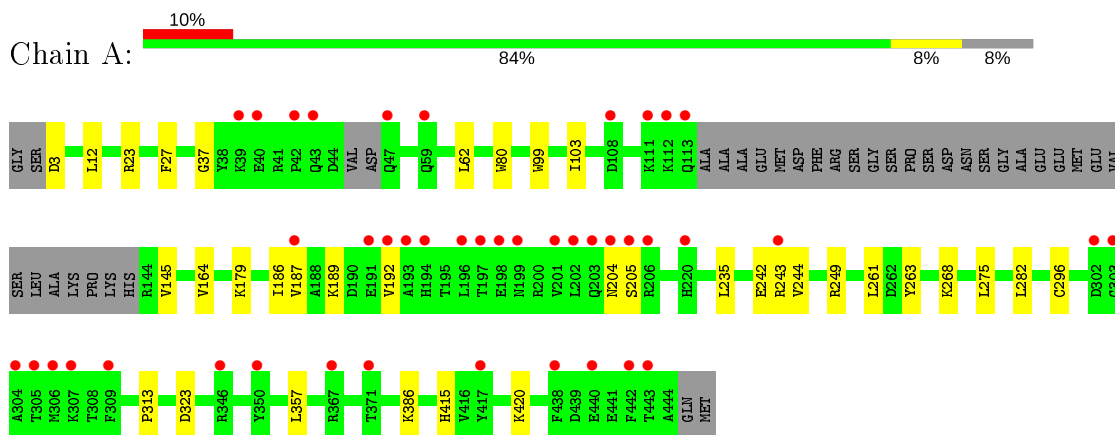 10%
Chain A:
84% 8% 8%
GLY SER D3 L12 R23 F27 G37 Y38 K39 E40 R41 P42 Q43 D44 VAL ASP Q47 Q59 L62 W80 W99 I103 D108 K111 K112 Q113 ALA ALA ALA GLU MET ASP PHE ARG SER GLY SER PRO SER ASP ASN SER GLY ALA GLU GLU MET GLU VAL
SER LEU ALA LYS PRO LYS HIS R144 V145 V164 K179 I186 V187 A188 K189 D190 E191 V192 A193 H194 T195 L196 T197 E198 N199 R200 V201 L202 Q203 N204 S205 R206 H220 L235 E242 R243 V244 R249 L261 D262 Y263 K268 L275 L282 C296 D302
A304 T305 M306 K307 T308 F309 P313 D323 R346 Y350 L357 R367 T371 K386 H415 V416 Y417 K420 F438 D439 E440 E441 F442 T443 A444 GLN MET